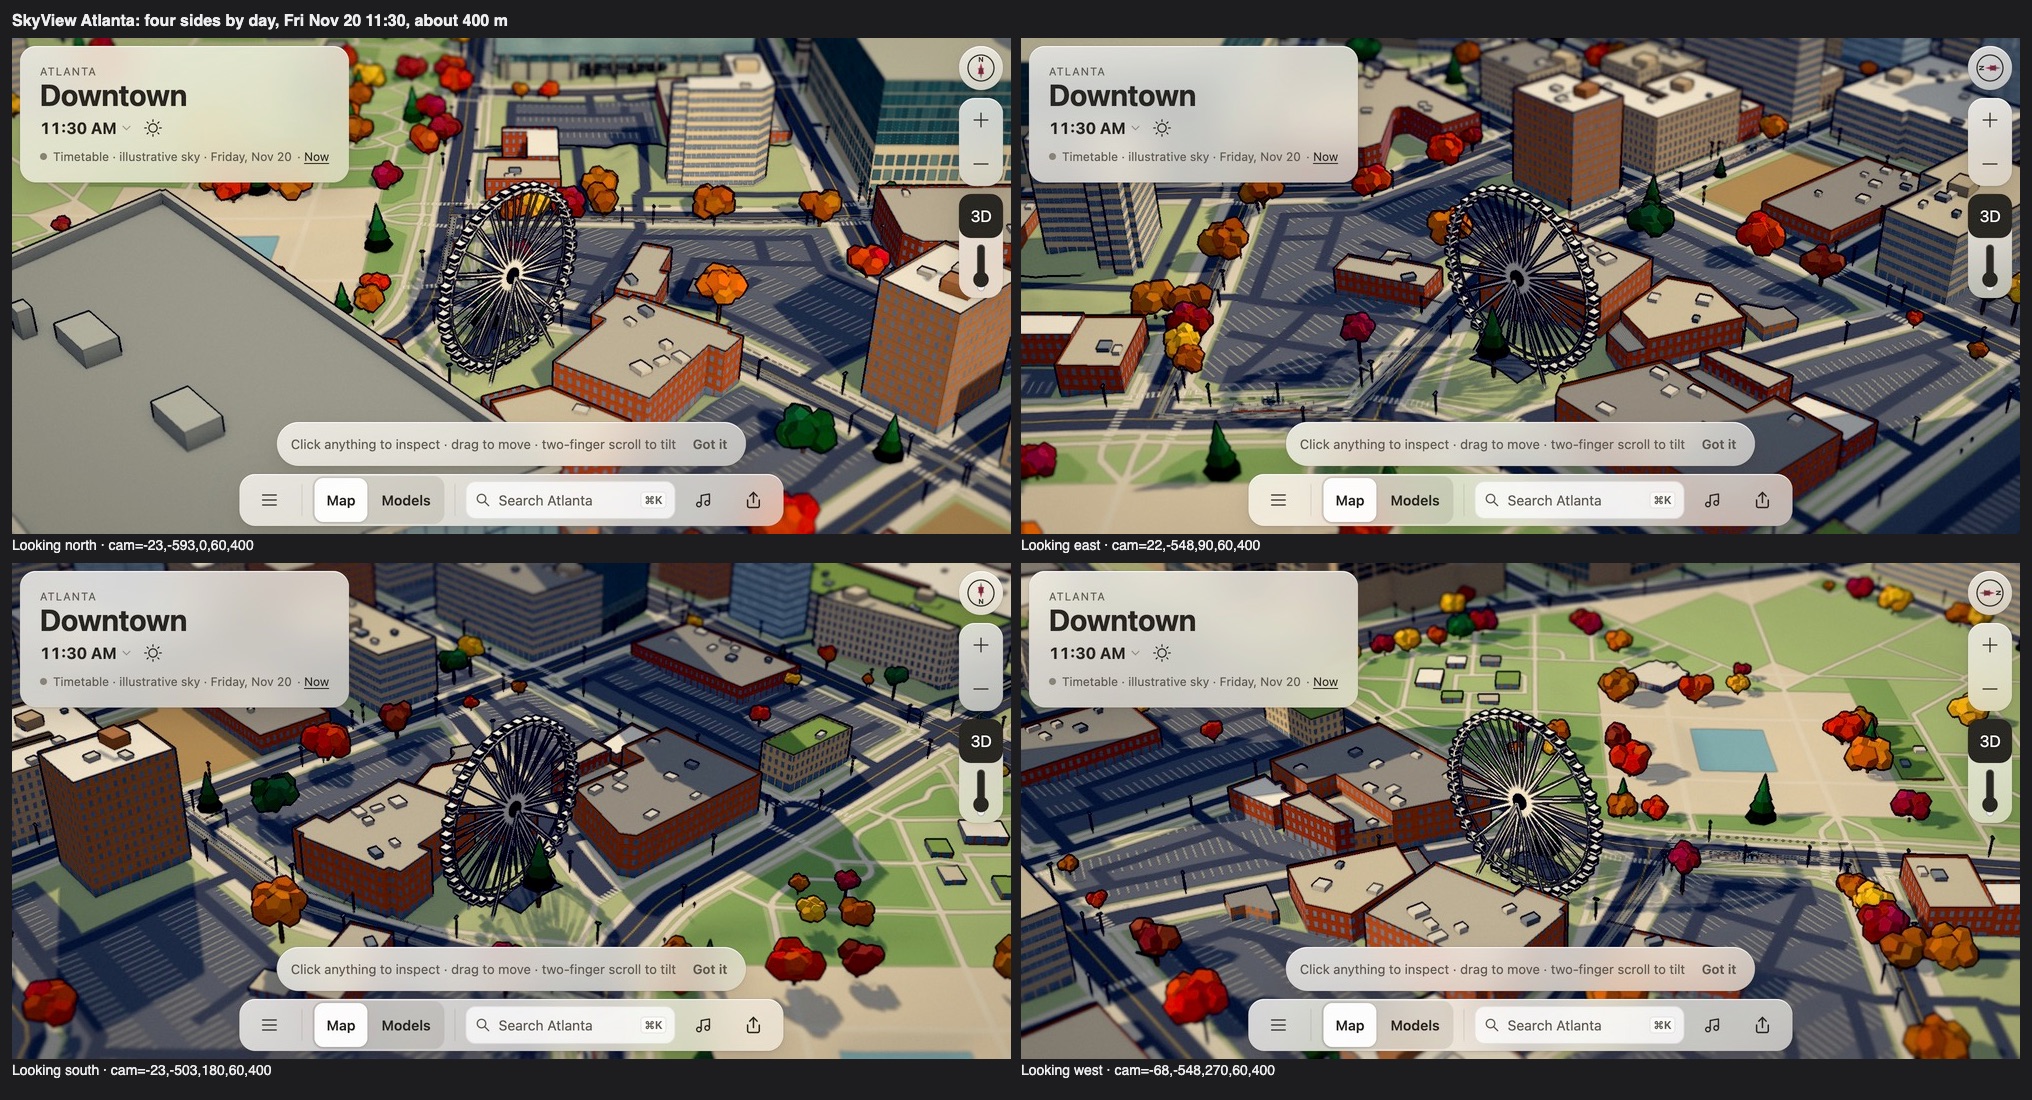 SkyView Atlanta: four sides by day, Fri Nov 20 11:30, about 400 m
ATLANTA
Downtown
11:30 AM
Timetable · illustrative sky · Friday, Nov 20 · Now
N
3D
Click anything to inspect · drag to move · two-finger scroll to tilt Got it
Map Models Search Atlanta ⌘K
Looking north · cam=-23,-593,0,60,400
ATLANTA
Downtown
11:30 AM
Timetable · illustrative sky · Friday, Nov 20 · Now
N
3D
Click anything to inspect · drag to move · two-finger scroll to tilt Got it
Map Models Search Atlanta ⌘K
Looking east · cam=22,-548,90,60,400
ATLANTA
Downtown
11:30 AM
Timetable · illustrative sky · Friday, Nov 20 · Now
N
3D
Click anything to inspect · drag to move · two-finger scroll to tilt Got it
Map Models Search Atlanta ⌘K
Looking south · cam=-23,-503,180,60,400
ATLANTA
Downtown
11:30 AM
Timetable · illustrative sky · Friday, Nov 20 · Now
N
3D
Click anything to inspect · drag to move · two-finger scroll to tilt Got it
Map Models Search Atlanta ⌘K
Looking west · cam=-68,-548,270,60,400